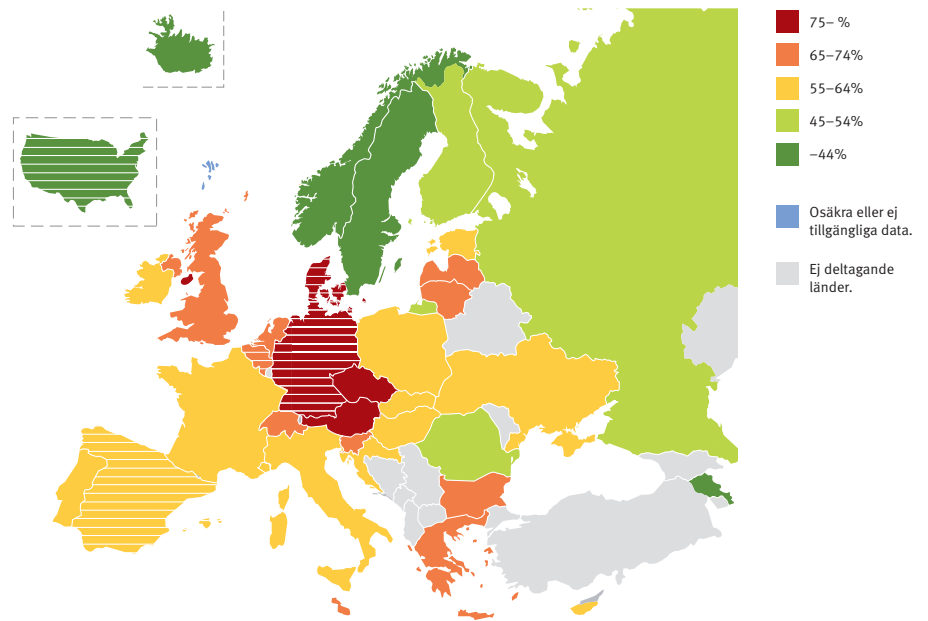 75– %
65–74%
55–64%
45–54%
–44%
Osäkra eller ej
tillgängliga data.
Ej deltagande
länder.